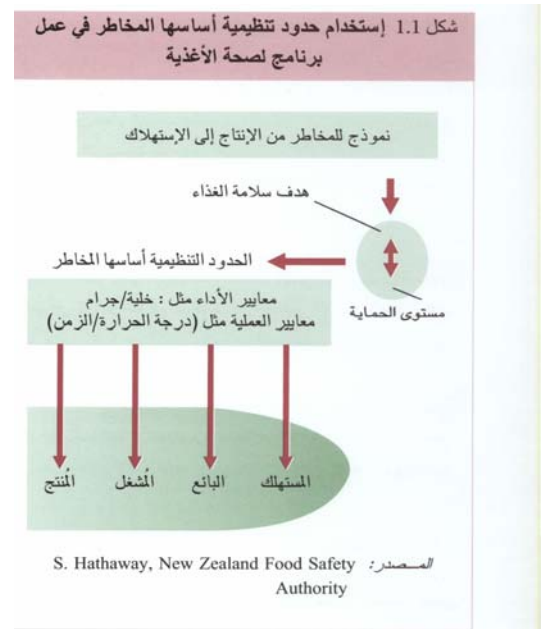 شكل 1.1 إستخدام حدود تنظيمية أساسها المخاطر في عمل
برنامج لصحة الأغذية
نموذج للمخاطر من الإنتاج إلى الإستهلاك
هدف سلامة الغذاء
الحدود التنظيمية أساسها المخاطر
مستوى الحماية
معايير الأداء مثل : خلية/جرام
معايير العملية مثل (درجة الحرارة/الزمن)
المستهلك البائع المُشغل المُنتج
المـــصدر: S. Hathaway, New Zealand Food Safety
Authority